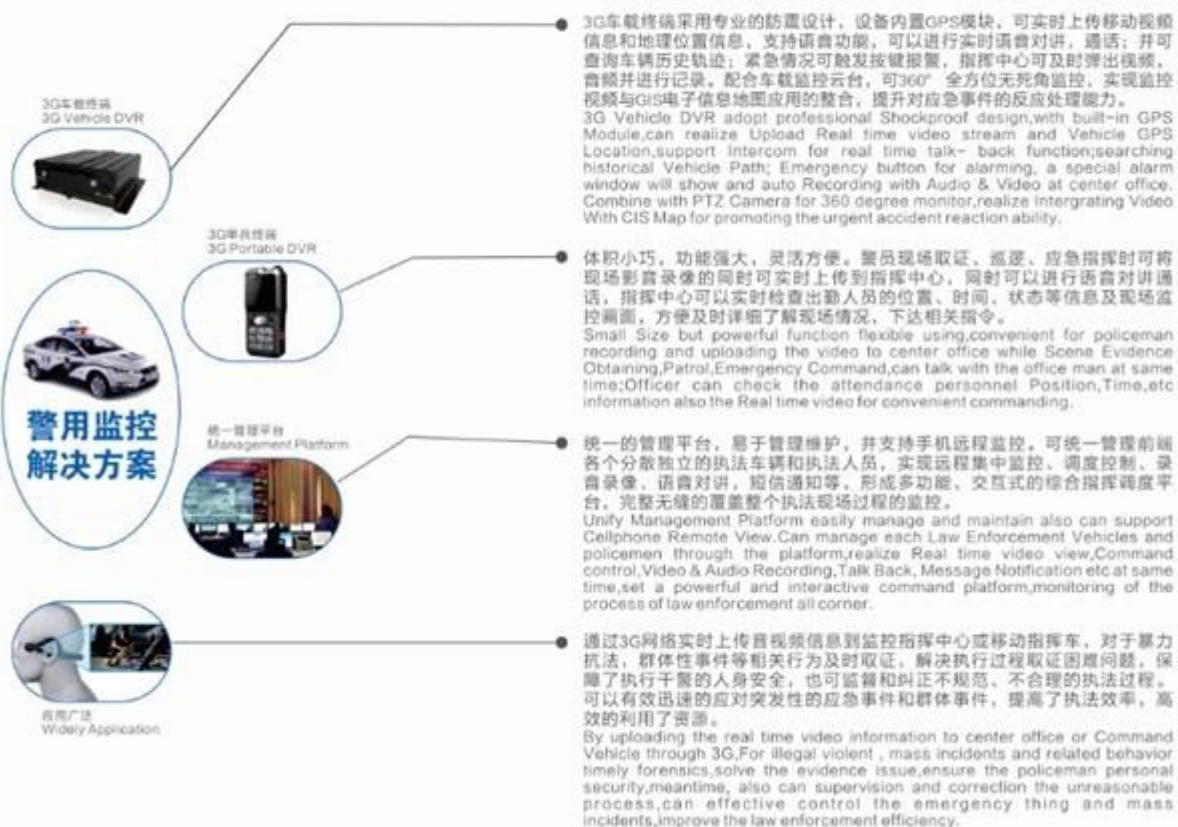 3G车载终端
3G Vehicle DVR
3G车载终端采用专业的防震设计，设备内置GPS模块，可实时上传移动视频
信息和地理位置信息，支持语音功能，可以进行实时语音对讲，通话；并可
查询车辆历史轨迹；紧急情况可触发按键报警，指挥中心可及时弹出视频，
音频并进行记录。配合车载监控云台，可360° 全方位无死角监控，实现监控
视频与GIS电子信息地图应用的整合，提升对应急事件的反应处理能力。
3G Vehicle DVR adopt professional Shockproof design,with built-in GPS
Module,can realize Upload Real time video stream and Vehicle GPS
Location,support Intercom for real time talk- back function;searching
historical Vehicle Path; Emergency button for alarming, a special alarm
window will show and auto Recording with Audio & Video at center office.
Combine with PTZ Camera for 360 degree monitor,realize Intergrating Video
With CIS Map for promoting the urgent accident reaction ability.
3G单兵终端
3G Portable DVR
体积小巧，功能强大，灵活方便。警员现场取证、巡逻、应急指挥时可将
现场影音录像的同时可实时上传到指挥中心，同时可以进行语音对讲通
话，指挥中心可以实时检查出勤人员的位置、时间、状态等信息及现场监
控画面，方便及时详细了解现场情况，下达相关指令。
Small Size but powerful function flexible using,convenient for policeman
recording and uploading the video to center office while Scene Evidence
Obtaining,Patrol,Emergency Command,can talk with the office man at same
time;Officer can check the attendance personnel Position,Time,etc
information also the Real time video for convenient commanding.
警用监控
解决方案
统一管理平台
Management Platform
统一的管理平台，易于管理维护，并支持手机远程监控。可统一管理前端
各个分散独立的执法车辆和执法人员，实现远程集中监控、调度控制、录
音录像、语音对讲，短信通知等，形成多功能、交互式的综合指挥调度平
台，完整无缝的覆盖整个执法现场过程的监控。
Unify Management Platform easily manage and maintain also can support
Cellphone Remote View.Can manage each Law Enforcement Vehicles and
policemen through the platform,realize Real time video view,Command
control,Video & Audio Recording,Talk Back, Message Notification etc at same
time,set a powerful and interactive command platform,monitoring of the
process of law enforcement all corner.
应用广泛
Widely Application
通过3G网络实时上传音视频信息到监控指挥中心或移动指挥车，对于暴力
抗法，群体性事件等相关行为及时取证，解决执行过程取证困难问题，保
障了执行干警的人身安全，也可监督和纠正不规范、不合理的执法过程。
可以有效迅速的应对突发性的应急事件和群体事件，提高了执法效率，高
效的利用了资源。
By uploading the real time video information to center office or Command
Vehicle through 3G,For illegal violent , mass incidents and related behavior
timely forensics,solve the evidence issue,ensure the policeman personal
security,meantime, also can supervision and correction the unreasonable
process,can effective control the emergency thing and mass
incidents,improve the law enforcement efficiency.